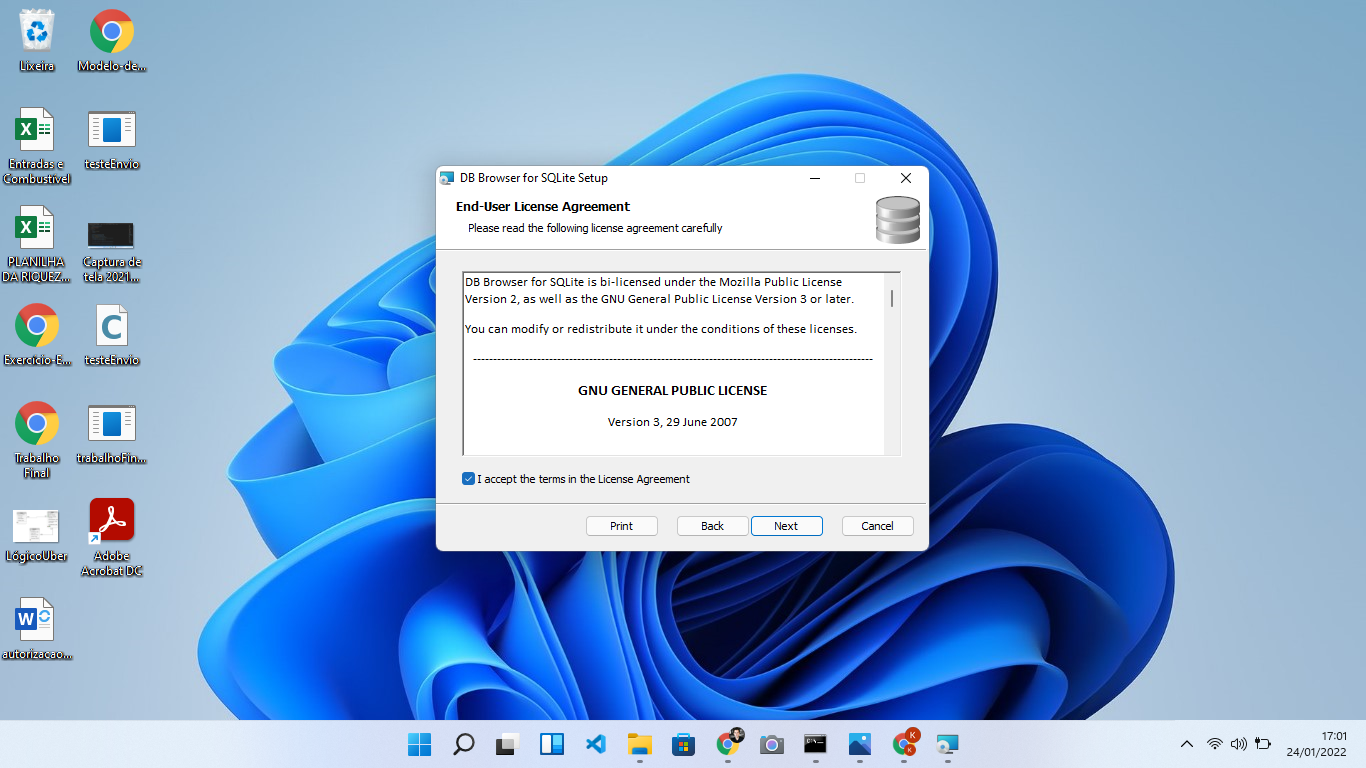 Lixeira
Modelo-de...
Entradas e
Combustivel
testeEnvio
PLANILHA
DA RIQUEZ...
Captura de
tela 2021...
Exercício-E...
testeEnvio
Trabalho
Final
trabalhoFin...
LógicoUber
Adobe
Acrobat DC
autorizacao...
DB Browser for SQLite Setup
End-User License Agreement
Please read the following license agreement carefully
DB Browser for SQLite is bi-licensed under the Mozilla Public License
Version 2, as well as the GNU General Public License Version 3 or later.
You can modify or redistribute it under the conditions of these licenses.
GNU GENERAL PUBLIC LICENSE
Version 3, 29 June 2007
I accept the terms in the License Agreement
Print Back Next Cancel
17:01
24/01/2022